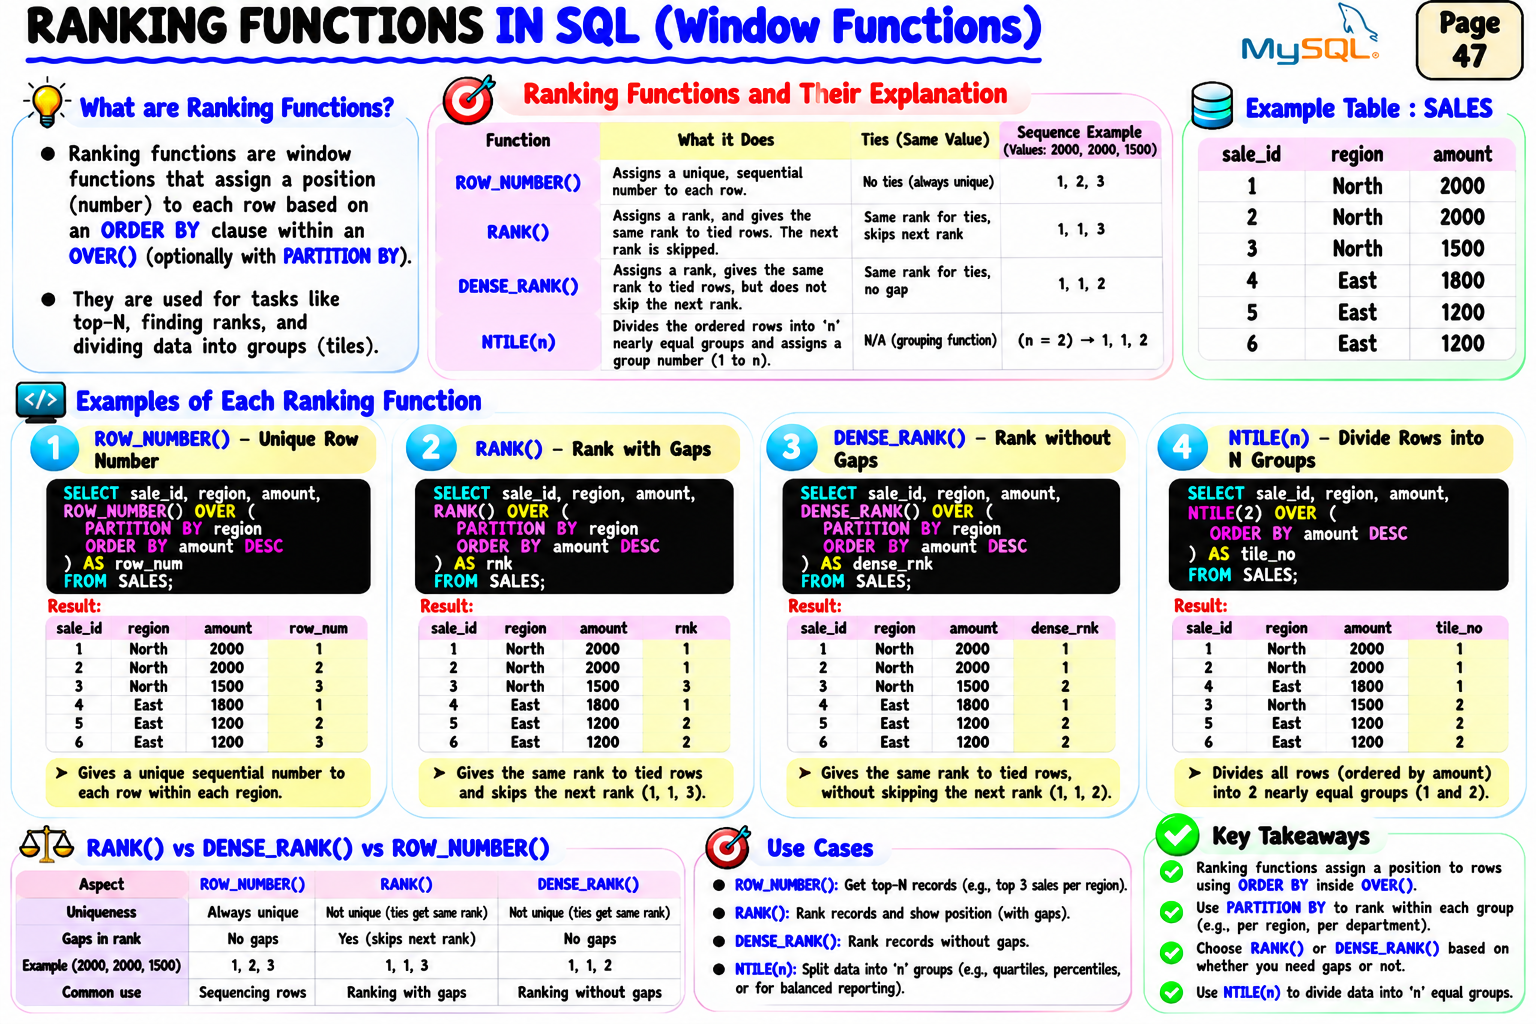 RANKING FUNCTIONS IN SQL (Window Functions)
MySQL®
Page
47
What are Ranking Functions?
● Ranking functions are window
functions that assign a position
(number) to each row based on
an ORDER BY clause within an
OVER() (optionally with PARTITION BY).
● They are used for tasks like
top-N, finding ranks, and
dividing data into groups (tiles).
Ranking Functions and Their Explanation
Function What it Does Ties (Same Value) Sequence Example
(Values: 2000, 2000, 1500)
ROW_NUMBER() Assigns a unique, sequential
number to each row. No ties (always unique) 1, 2, 3
RANK() Assigns a rank, and gives the
same rank to tied rows. The next
rank is skipped. Same rank for ties,
skips next rank 1, 1, 3
DENSE_RANK() Assigns a rank, gives the same
rank to tied rows, but does not
skip the next rank. Same rank for ties,
no gap 1, 1, 2
NTILE(n) Divides the ordered rows into 'n'
nearly equal groups and assigns a
group number (1 to n). N/A (grouping function) (n = 2) → 1, 1, 2
Example Table : SALES
sale_id region amount
1 North 2000
2 North 2000
3 North 1500
4 East 1800
5 East 1200
6 East 1200
</> Examples of Each Ranking Function
1 ROW_NUMBER() – Unique Row
Number
SELECT sale_id, region, amount,
ROW_NUMBER() OVER (
PARTITION BY region
ORDER BY amount DESC
) AS row_num
FROM SALES;
Result:
sale_id region amount row_num
1 North 2000 1
2 North 2000 2
3 North 1500 3
4 East 1800 1
5 East 1200 2
6 East 1200 3
➤ Gives a unique sequential number to
each row within each region.
2 RANK() – Rank with Gaps
SELECT sale_id, region, amount,
RANK() OVER (
PARTITION BY region
ORDER BY amount DESC
) AS rnk
FROM SALES;
Result:
sale_id region amount rnk
1 North 2000 1
2 North 2000 1
3 North 1500 3
4 East 1800 1
5 East 1200 2
6 East 1200 2
➤ Gives the same rank to tied rows
and skips the next rank (1, 1, 3).
3 DENSE_RANK() – Rank without
Gaps
SELECT sale_id, region, amount,
DENSE_RANK() OVER (
PARTITION BY region
ORDER BY amount DESC
) AS dense_rnk
FROM SALES;
Result:
sale_id region amount dense_rnk
1 North 2000 1
2 North 2000 1
3 North 1500 2
4 East 1800 1
5 East 1200 2
6 East 1200 2
➤ Gives the same rank to tied rows,
without skipping the next rank (1, 1, 2).
4 NTILE(n) – Divide Rows into
N Groups
SELECT sale_id, region, amount,
NTILE(2) OVER (
ORDER BY amount DESC
) AS tile_no
FROM SALES;
Result:
sale_id region amount tile_no
1 North 2000 1
2 North 2000 1
4 East 1800 1
3 North 1500 2
5 East 1200 2
6 East 1200 2
➤ Divides all rows (ordered by amount)
into 2 nearly equal groups (1 and 2).
RANK() vs DENSE_RANK() vs ROW_NUMBER()
Aspect ROW_NUMBER() RANK() DENSE_RANK()
Uniqueness Always unique Not unique (ties get same rank) Not unique (ties get same rank)
Gaps in rank No gaps Yes (skips next rank) No gaps
Example (2000, 2000, 1500) 1, 2, 3 1, 1, 3 1, 1, 2
Common use Sequencing rows Ranking with gaps Ranking without gaps
Use Cases
● ROW_NUMBER(): Get top-N records (e.g., top 3 sales per region).
● RANK(): Rank records and show position (with gaps).
● DENSE_RANK(): Rank records without gaps.
● NTILE(n): Split data into 'n' groups (e.g., quartiles, percentiles,
or for balanced reporting).
Key Takeaways
Ranking functions assign a position to rows
using ORDER BY inside OVER().
Use PARTITION BY to rank within each group
(e.g., per region, per department).
Choose RANK() or DENSE_RANK() based on
whether you need gaps or not.
Use NTILE(n) to divide data into 'n' equal groups.